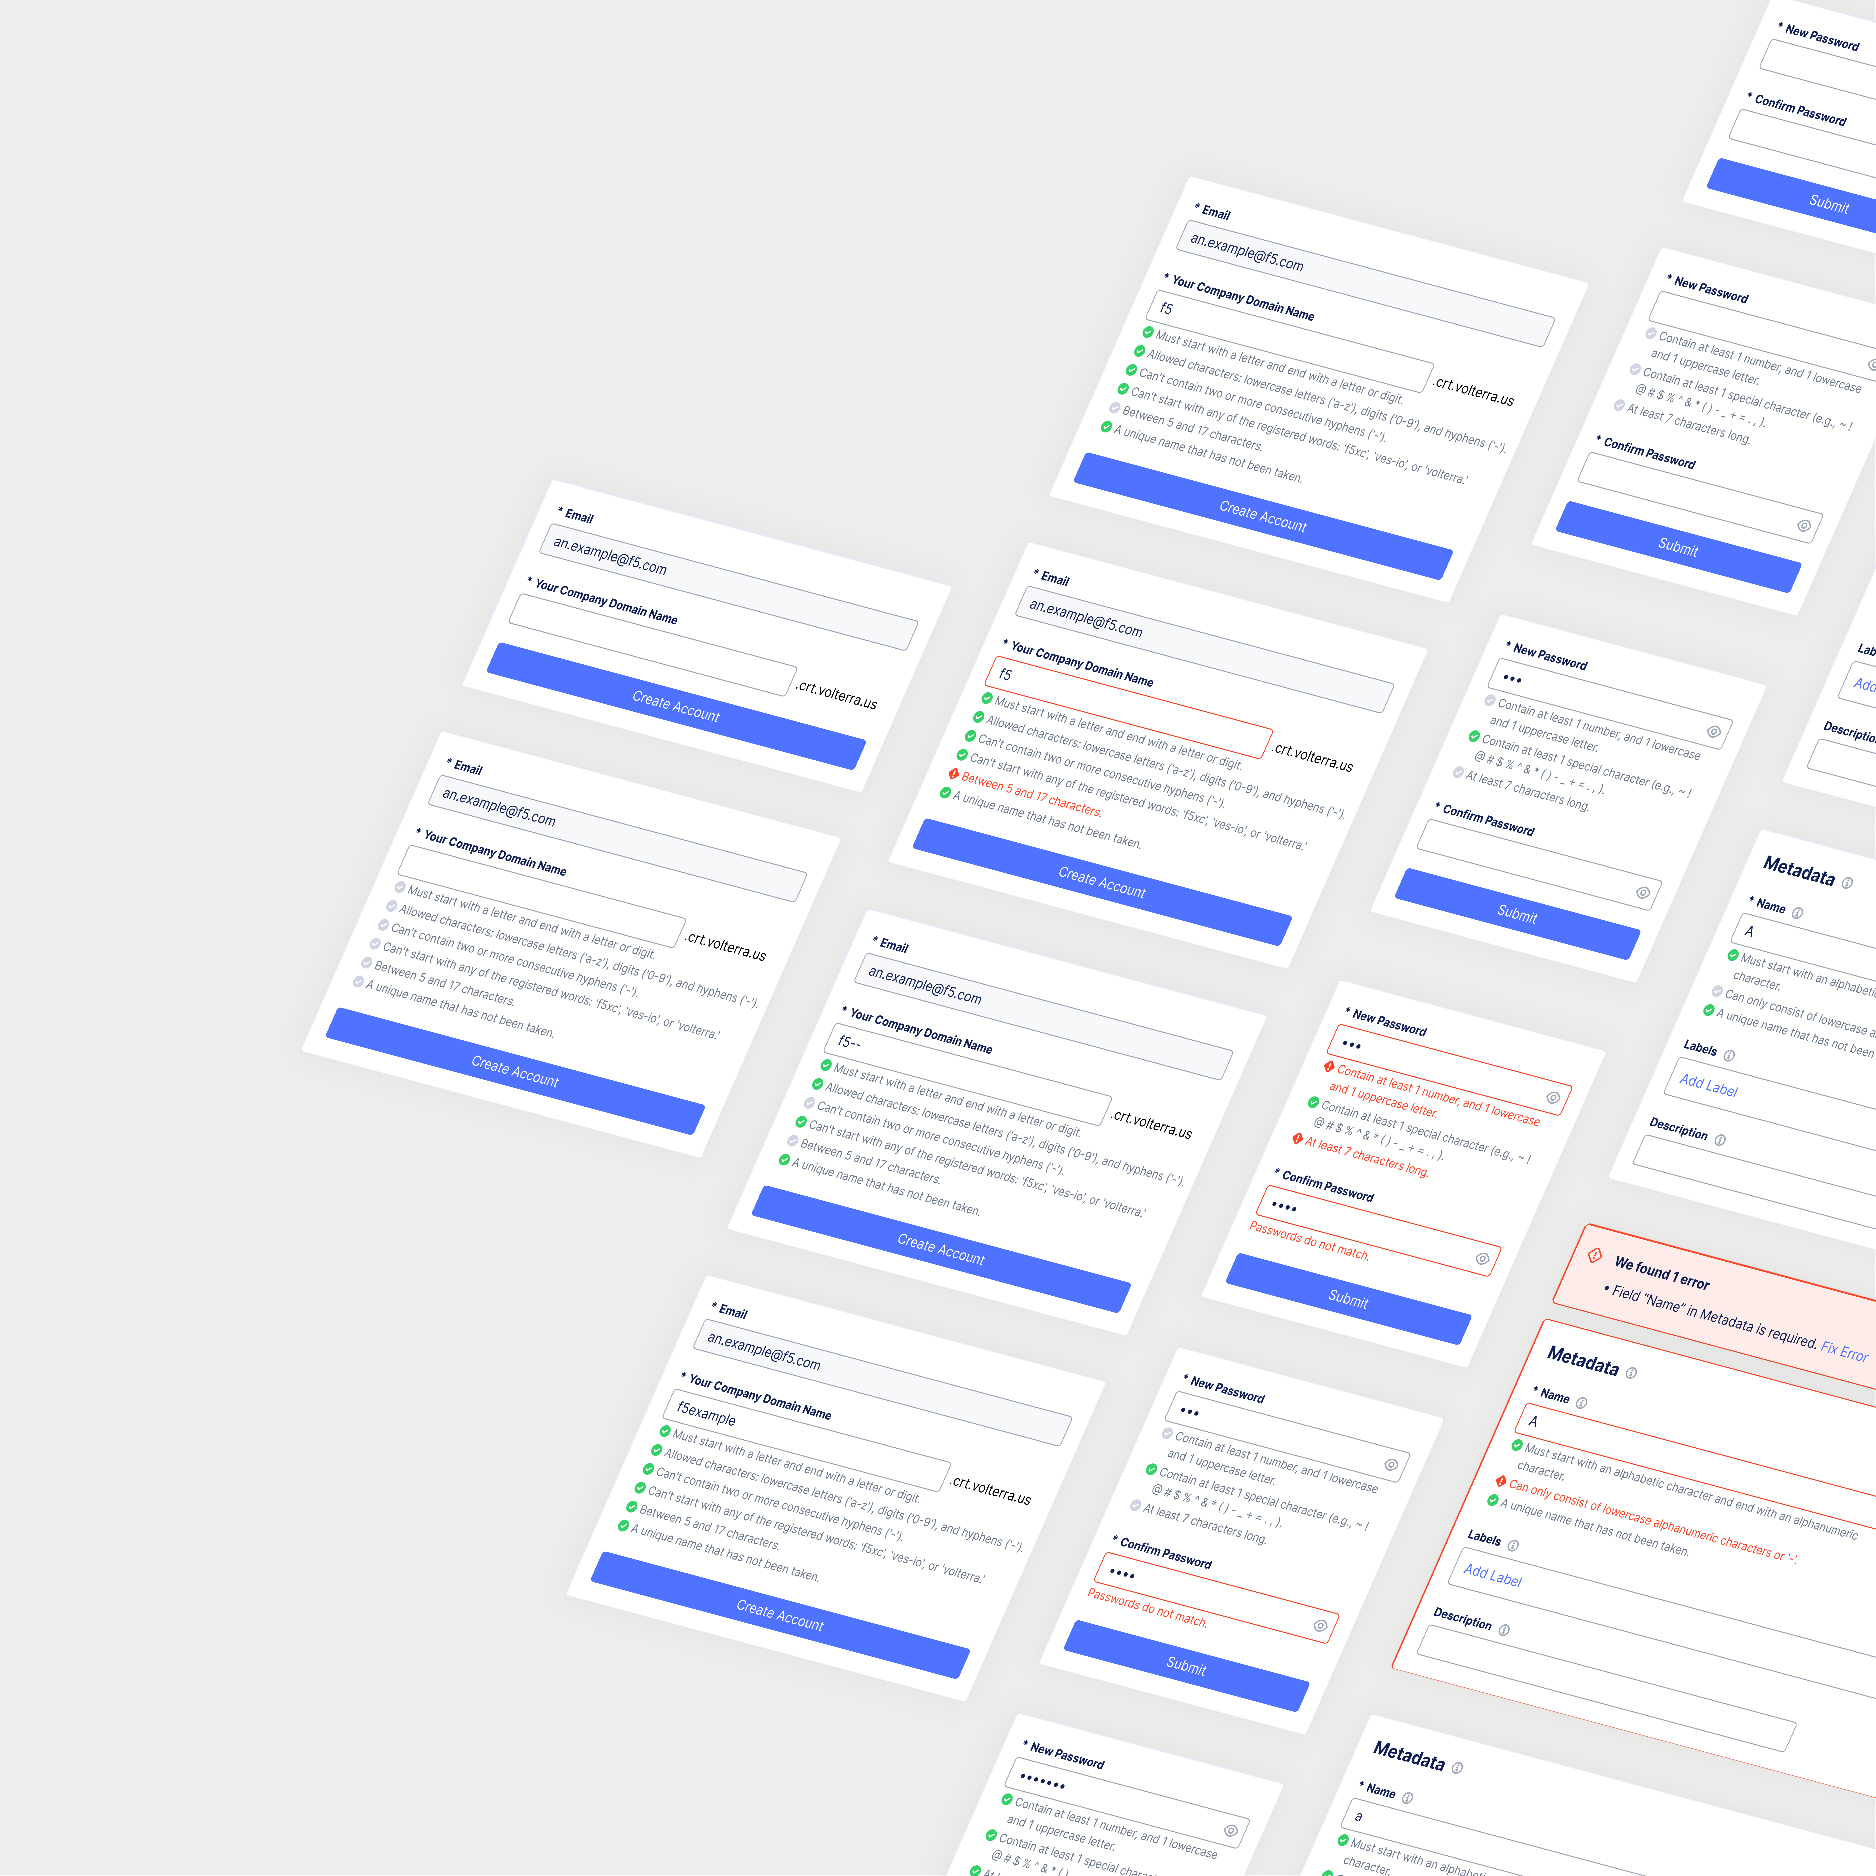 * Email
an.example@f5.com
* Your Company Domain Name
.crt.volterra.us
Create Account
* Email
an.example@f5.com
* Your Company Domain Name
.crt.volterra.us
Must start with a letter and end with a letter or digit.
Allowed characters: lowercase letters ('a-z'), digits ('0-9'), and hyphens ('-').
Can't contain two or more consecutive hyphens ('-').
Can't start with any of the registered words: 'f5xc', 'ves-io', or 'volterra.'
Between 5 and 17 characters.
A unique name that has not been taken.
Create Account
* Email
an.example@f5.com
* Your Company Domain Name
f5
.crt.volterra.us
Must start with a letter and end with a letter or digit.
Allowed characters: lowercase letters ('a-z'), digits ('0-9'), and hyphens ('-').
Can't contain two or more consecutive hyphens ('-').
Can't start with any of the registered words: 'f5xc', 'ves-io', or 'volterra.'
Between 5 and 17 characters.
A unique name that has not been taken.
Create Account
* Email
an.example@f5.com
* Your Company Domain Name
f5
.crt.volterra.us
Must start with a letter and end with a letter or digit.
Allowed characters: lowercase letters ('a-z'), digits ('0-9'), and hyphens ('-').
Can't contain two or more consecutive hyphens ('-').
Can't start with any of the registered words: 'f5xc', 'ves-io', or 'volterra.'
Between 5 and 17 characters.
A unique name that has not been taken.
Create Account
* Email
an.example@f5.com
* Your Company Domain Name
f5--
.crt.volterra.us
Must start with a letter and end with a letter or digit.
Allowed characters: lowercase letters ('a-z'), digits ('0-9'), and hyphens ('-').
Can't contain two or more consecutive hyphens ('-').
Can't start with any of the registered words: 'f5xc', 'ves-io', or 'volterra.'
Between 5 and 17 characters.
A unique name that has not been taken.
Create Account
* Email
an.example@f5.com
* Your Company Domain Name
f5example
.crt.volterra.us
Must start with a letter and end with a letter or digit.
Allowed characters: lowercase letters ('a-z'), digits ('0-9'), and hyphens ('-').
Can't contain two or more consecutive hyphens ('-').
Can't start with any of the registered words: 'f5xc', 'ves-io', or 'volterra.'
Between 5 and 17 characters.
A unique name that has not been taken.
Create Account
* New Password
* Confirm Password
Submit
* New Password
Contain at least 1 number, and 1 lowercase
and 1 uppercase letter.
Contain at least 1 special character (e.g., ~ !
@ # $ % ^ & * ( ) - _ + = . , ).
At least 7 characters long.
* Confirm Password
Submit
* New Password
•••
Contain at least 1 number, and 1 lowercase
and 1 uppercase letter.
Contain at least 1 special character (e.g., ~ !
@ # $ % ^ & * ( ) - _ + = . , ).
At least 7 characters long.
* Confirm Password
Submit
* New Password
•••
Contain at least 1 number, and 1 lowercase
and 1 uppercase letter.
Contain at least 1 special character (e.g., ~ !
@ # $ % ^ & * ( ) - _ + = . , ).
At least 7 characters long.
* Confirm Password
••••
Passwords do not match.
Submit
* New Password
•••
Contain at least 1 number, and 1 lowercase
and 1 uppercase letter.
Contain at least 1 special character (e.g., ~ !
@ # $ % ^ & * ( ) - _ + = . , ).
At least 7 characters long.
* Confirm Password
••••
Passwords do not match.
Submit
* New Password
•••••••
Contain at least 1 number, and 1 lowercase
and 1 uppercase letter.
Contain at least 1 special
@ # $ % ^ & * ( )
Add
Metadata
* Name
A
Must start with an
character.
Can only consist of lowercase
A unique name that has not been
Labels
Add Label
Description
We found 1 error
• Field “Name” in Metadata is required. Fix Error
Metadata
* Name
A
Must start with an alphabetic character and end with an alphanumeric
character.
Can only consist of lowercase alphanumeric characters or '-'.
A unique name that has not been taken.
Labels
Add Label
Description
Metadata
* Name
a
Must start with an
character.